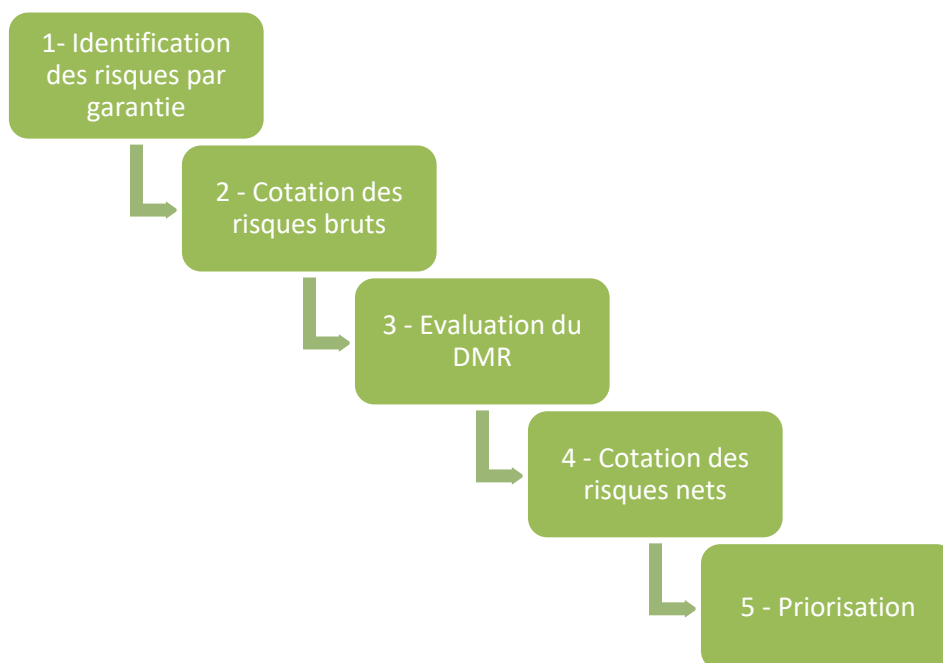 1- Identification
des risques par
garantie
2 - Cotation des
risques bruts
3 - Evaluation du
DMR
4 - Cotation des
risques nets
5 - Priorisation